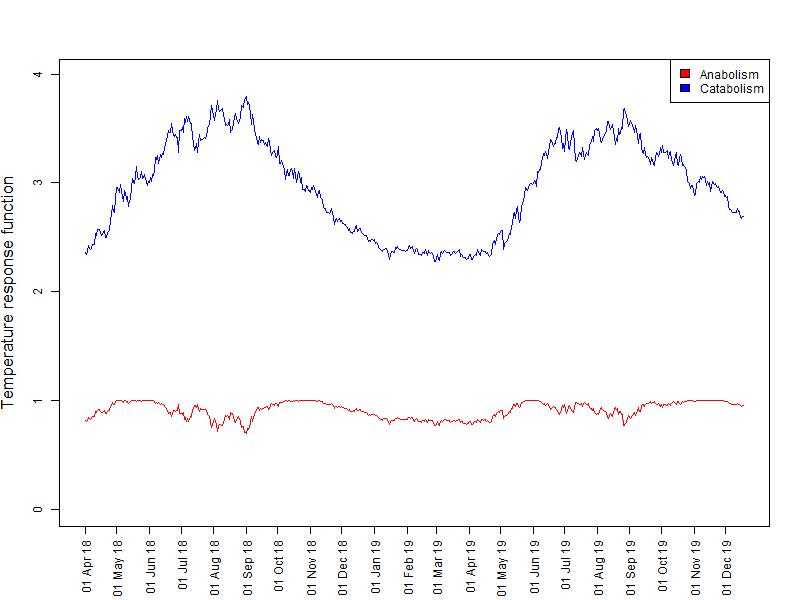 Anabolism
Catabolism
Temperature response function
4
3
2
1
0
01 Apr 18
01 May 18
01 Jun 18
01 Jul 18
01 Aug 18
01 Sep 18
01 Oct 18
01 Nov 18
01 Dec 18
01 Jan 19
01 Feb 19
01 Mar 19
01 Apr 19
01 May 19
01 Jun 19
01 Jul 19
01 Aug 19
01 Sep 19
01 Oct 19
01 Nov 19
01 Dec 19